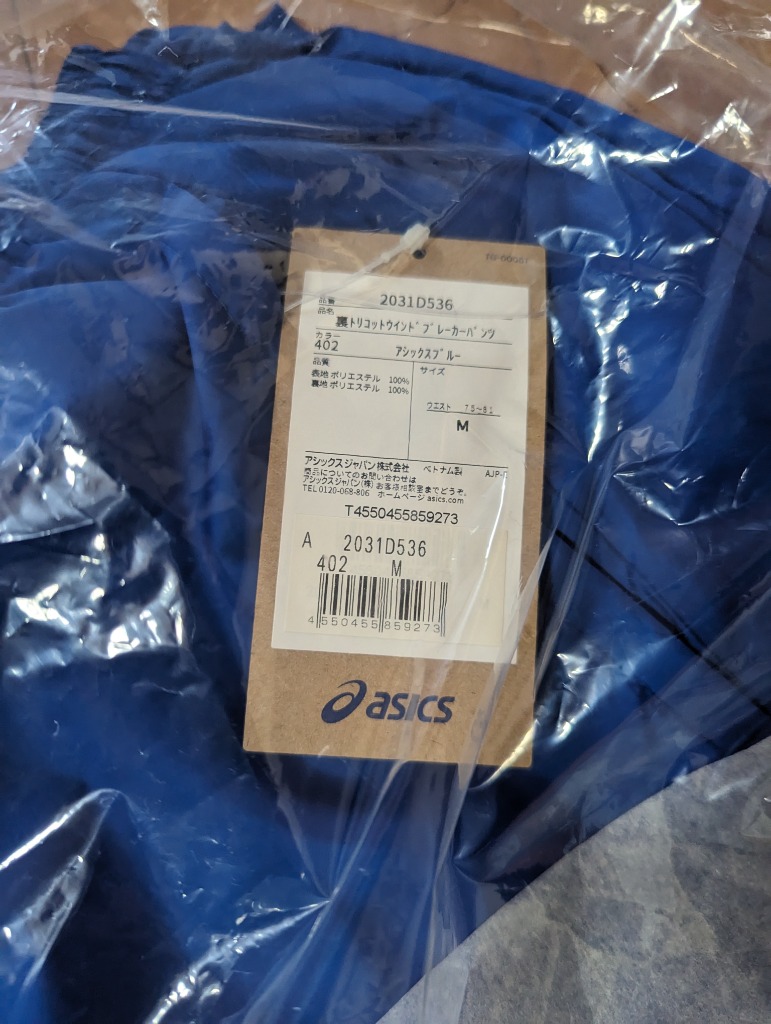 品番 2031D536
品名
裏トリコットウインドブレーカーパンツ
カラー
402 アシックスブルー
品質 サイズ
表地 ポリエステル 100%
裏地 ポリエステル 100%
ウエスト
M
アシックスジャパン株式会社 ベトナム製
商品についてのお問い合わせは
アシックスジャパン(株)お客様相談室までどうぞ。
TEL 0120-068-806 ホームページ asics.com
T4550455859273
A 2031D536
402 M
4 550455 859273
asics